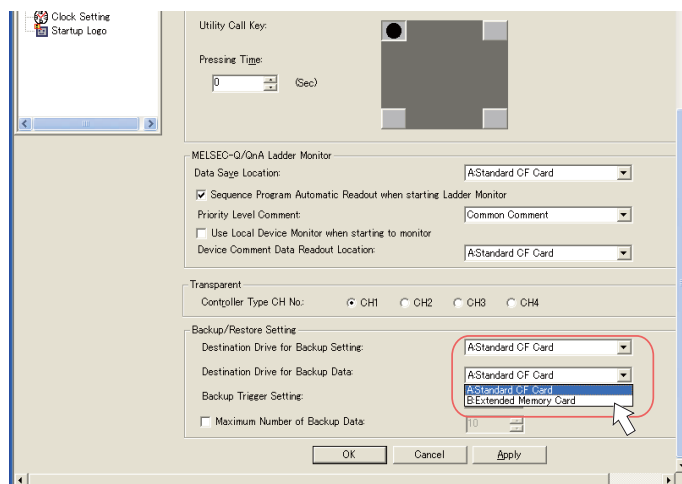 Clock Setting
Startup Logo
Utility Call Key:
Pressing Time:
0 (Sec)
MELSEC-Q/QnA Ladder Monitor
Data Save Location: A:Standard CF Card
Sequence Program Automatic Readout when starting Ladder Monitor
Priority Level Comment: Common Comment
Use Local Device Monitor when starting to monitor
Device Comment Data Readout Location: A:Standard CF Card
Transparent
Controller Type CH No.: CH1 CH2 CH3 CH4
Backup/Restore Setting
Destination Drive for Backup Setting: A:Standard CF Card
Destination Drive for Backup Data: A:Standard CF Card
A:Standard CF Card
B:Extended Memory Card
Backup Trigger Setting:
Maximum Number of Backup Data: 10
OK Cancel Apply